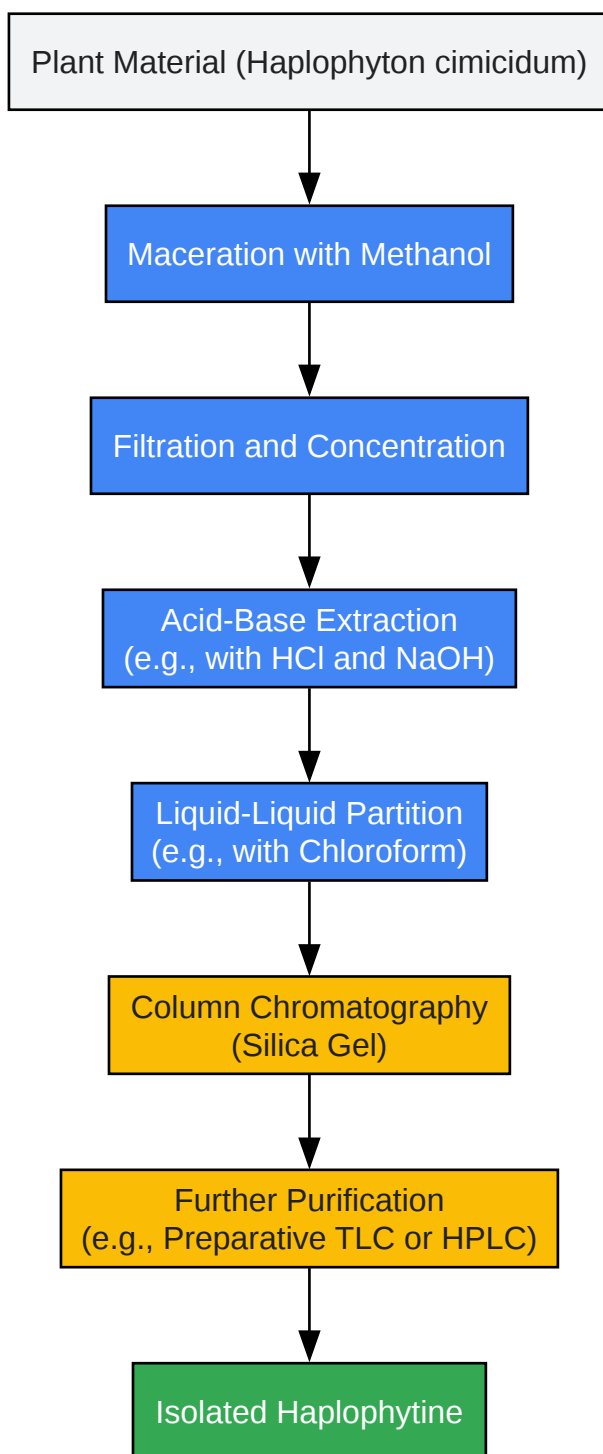 Plant Material (Haplophyton cimicidum)
Maceration with Methanol
Filtration and Concentration
Acid-Base Extraction
(e.g., with HCl and NaOH)
Liquid-Liquid Partition
(e.g., with Chloroform)
Column Chromatography
(Silica Gel)
Further Purification
(e.g., Preparative TLC or HPLC)
Isolated Haplophytine